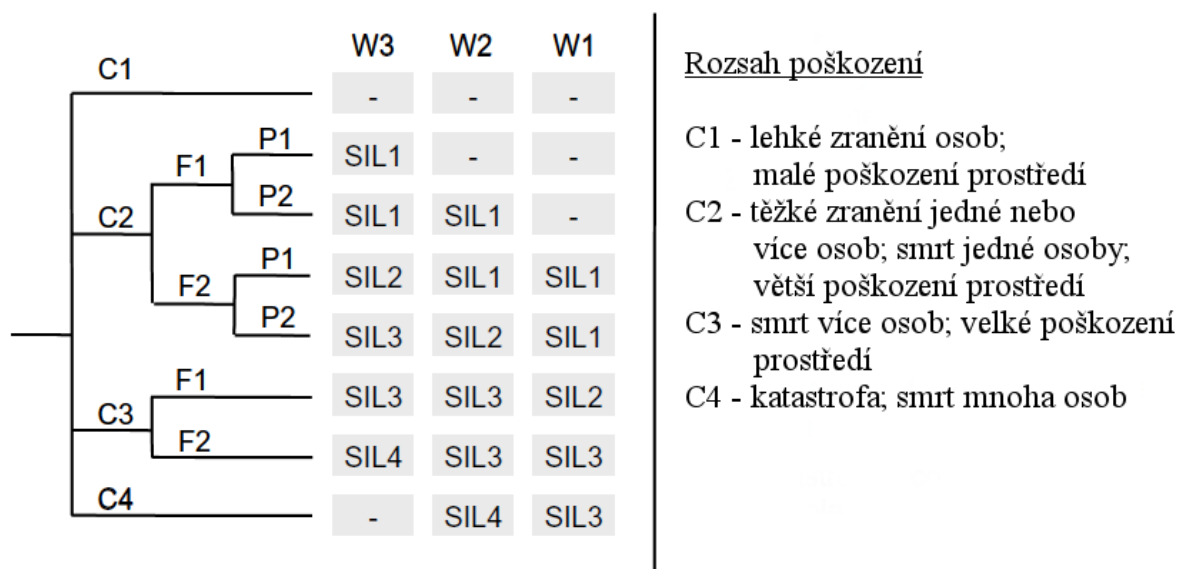 W3 W2 W1
C1
- - -
P1
SIL1 - -
F1
P2
SIL1 SIL1 -
C2
P1
SIL2 SIL1 SIL1
F2
P2
SIL3 SIL2 SIL1
F1
SIL3 SIL3 SIL2
C3
F2
SIL4 SIL3 SIL3
C4
- SIL4 SIL3
Rozsah poškození
C1 - lehké zranění osob;
malé poškození prostředí
C2 - těžké zranění jedné nebo
více osob; smrt jedné osoby;
větší poškození prostředí
C3 - smrt více osob; velké poškození
prostředí
C4 - katastrofa; smrt mnoha osob